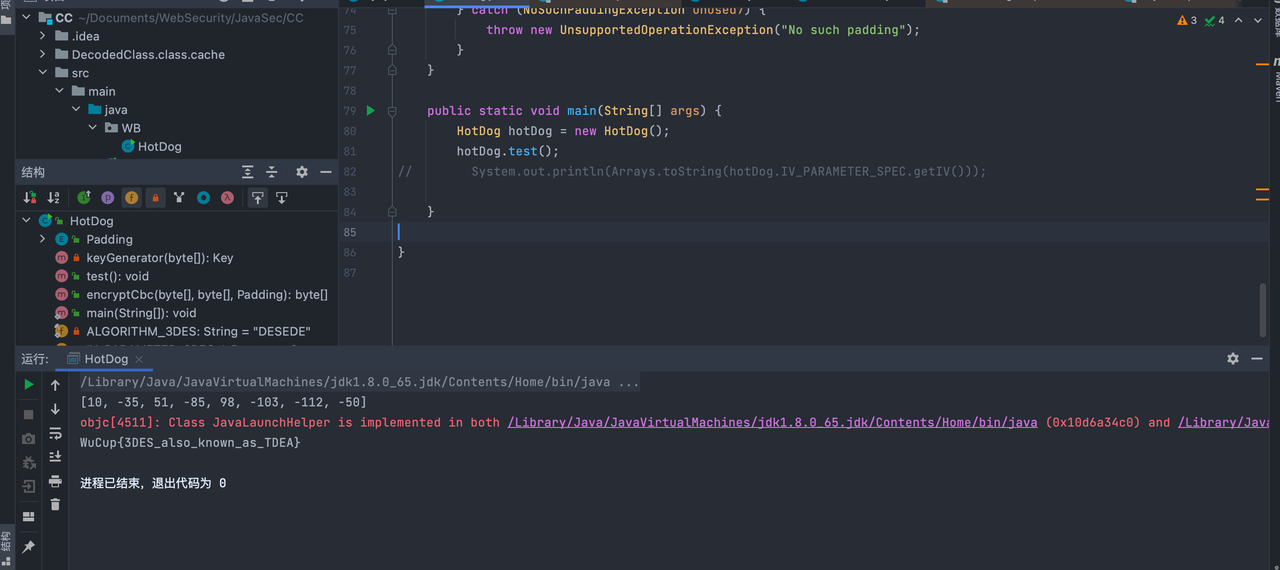 CC ~/Documents/WebSecurity/JavaSec/CC
.idea
DecodedClass.class.cache
src
main
java
WB
HotDog
结构
HotDog
Padding
keyGenerator(byte[]): Key
test(): void
encryptCbc(byte[], byte[], Padding): byte[]
main(String[]): void
ALGORITHM_3DES: String = "DESEDE"
74 } catch (NoSuchPaddingException unused7) {
75 throw new UnsupportedOperationException("No such padding");
76 }
77 }
78
79 public static void main(String[] args) {
80 HotDog hotDog = new HotDog();
81 hotDog.test();
82 // System.out.println(Arrays.toString(hotDog.IV_PARAMETER_SPEC.getIV()));
83
84 }
85
86 }
87
3 4
运行: HotDog
/Library/Java/JavaVirtualMachines/jdk1.8.0_65.jdk/Contents/Home/bin/java ...
[10, -35, 51, -85, 98, -103, -112, -50]
objc[4511]: Class JavaLaunchHelper is implemented in both /Library/Java/JavaVirtualMachines/jdk1.8.0_65.jdk/Contents/Home/bin/java (0x10d6a34c0) and /Library/Java
WuCup{3DES_also_known_as_TDEA}
进程已结束，退出代码为 0
结构